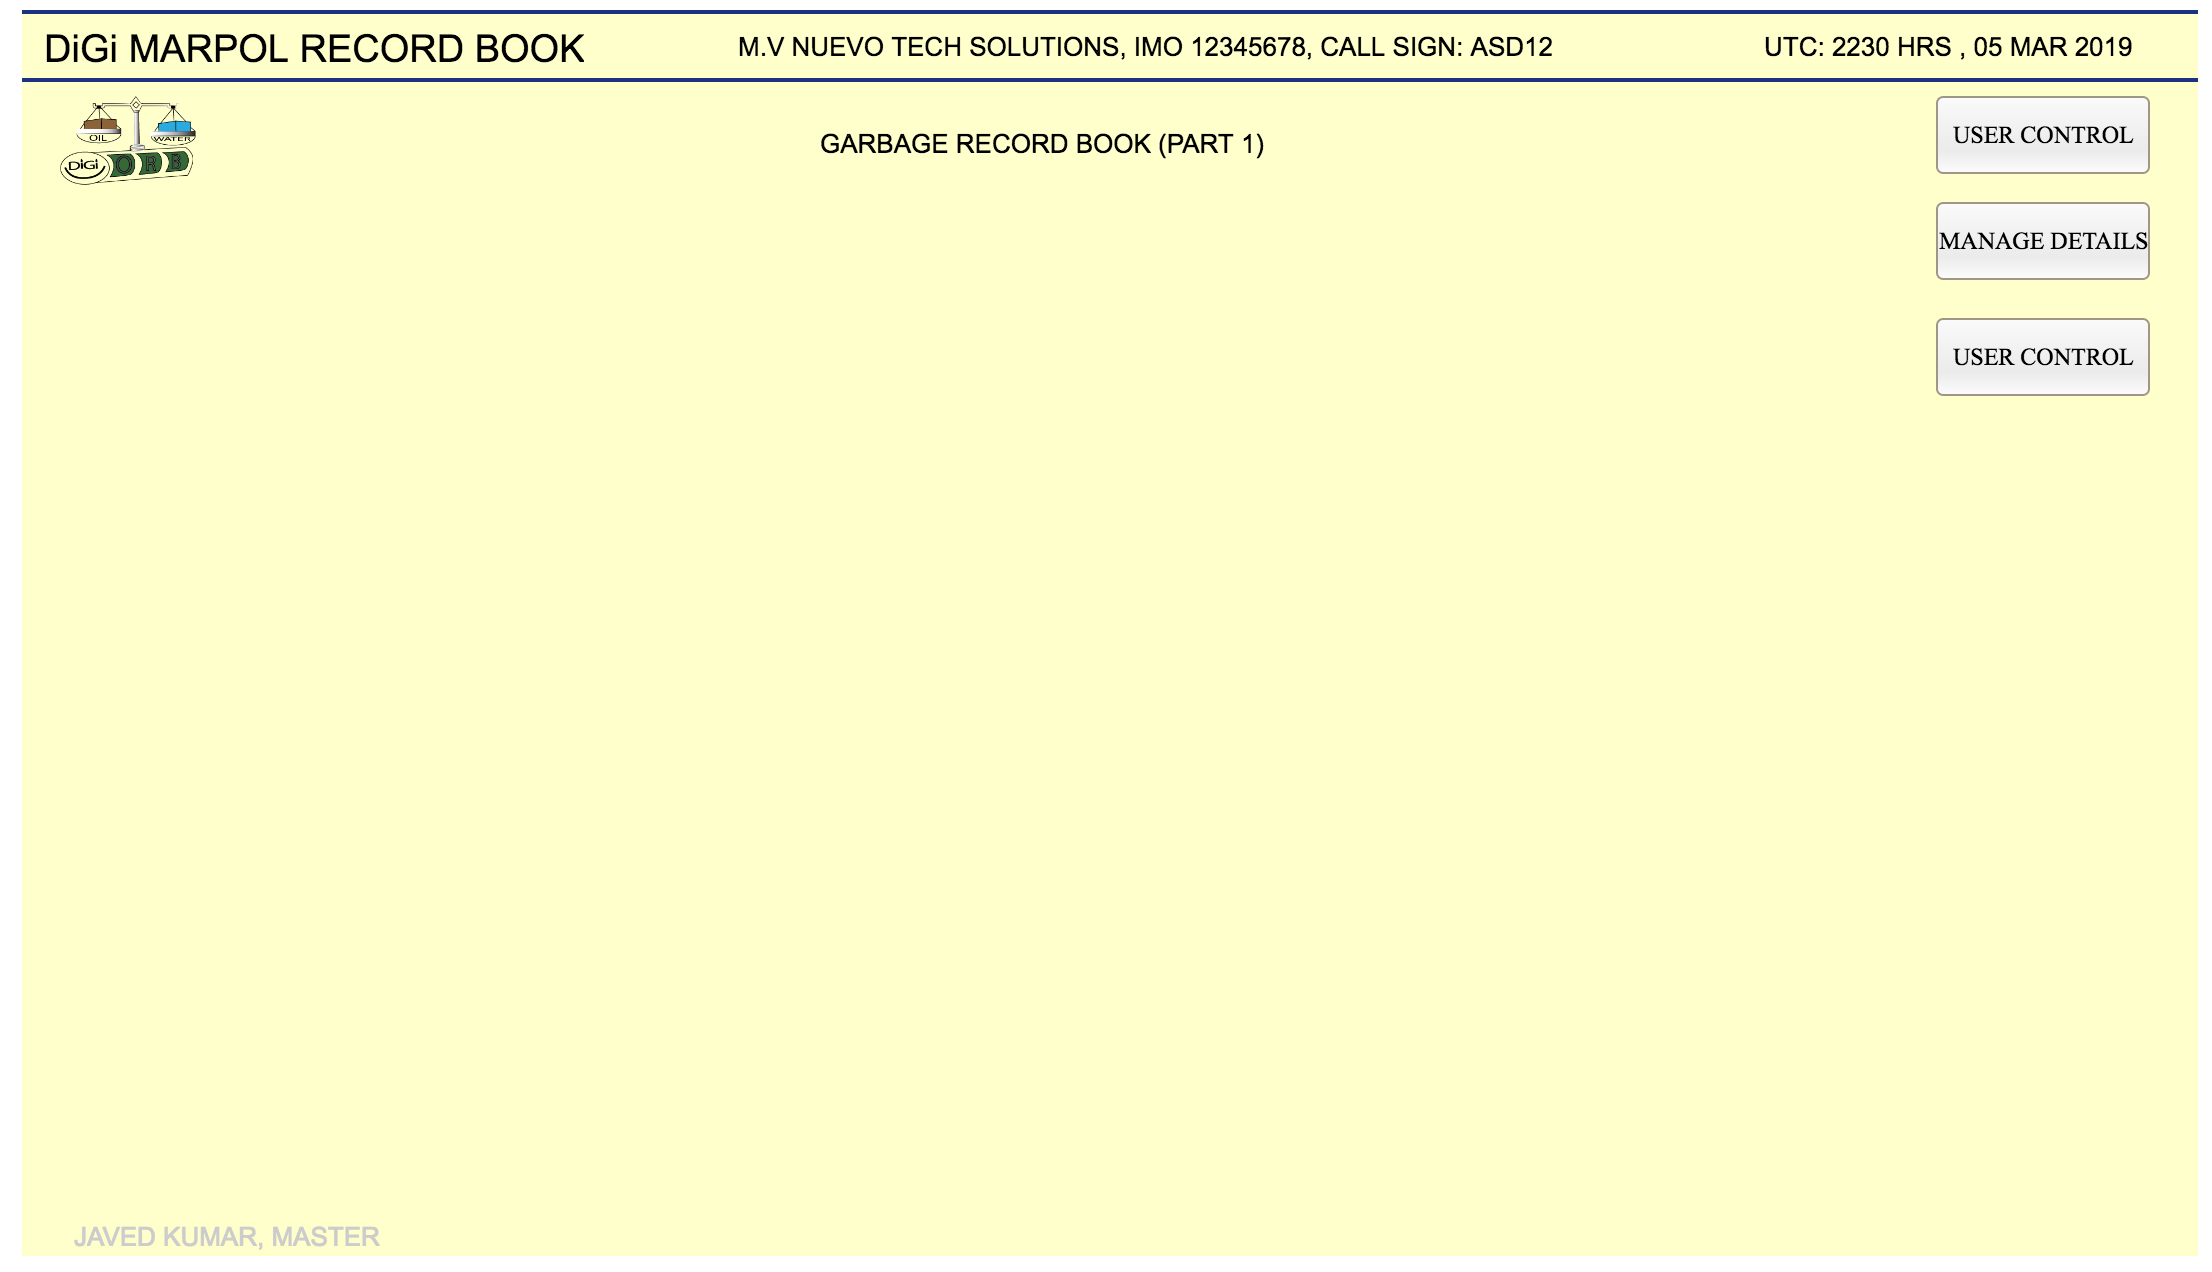 DiGi MARPOL RECORD BOOK
M.V NUEVO TECH SOLUTIONS, IMO 12345678, CALL SIGN: ASD12
UTC: 2230 HRS , 05 MAR 2019
OIL
WATER
DiGi ORB
GARBAGE RECORD BOOK (PART 1)
USER CONTROL
MANAGE DETAILS
USER CONTROL
JAVED KUMAR, MASTER